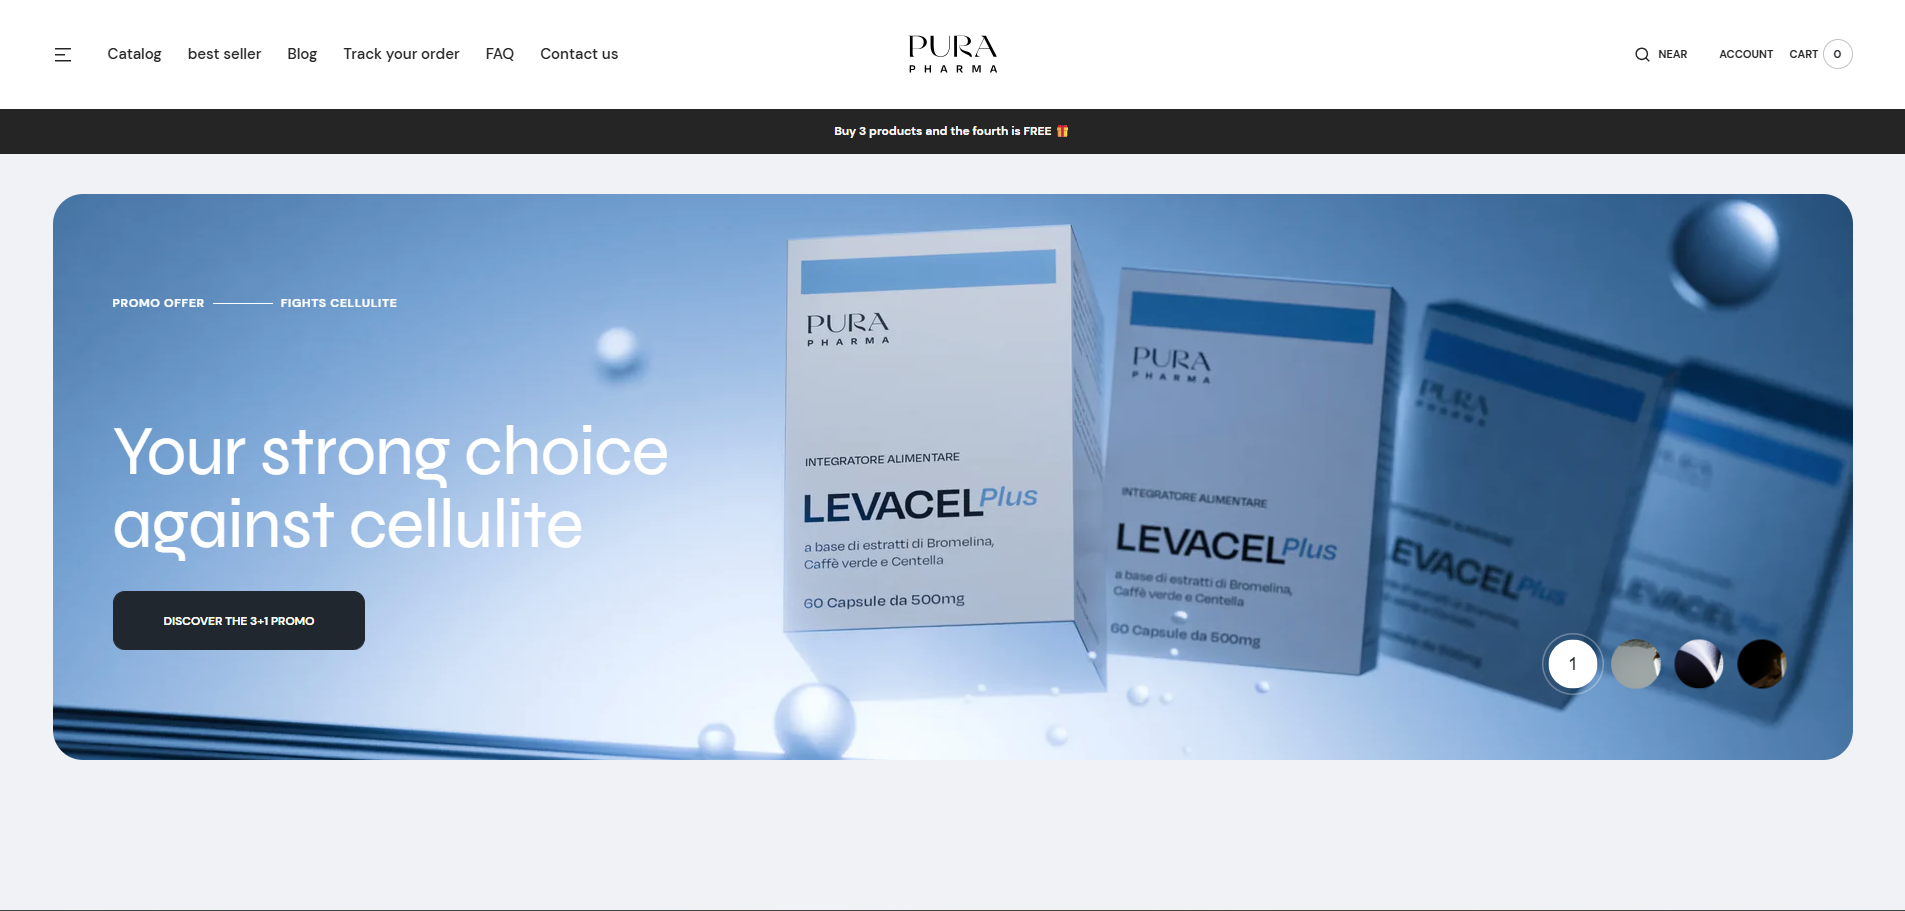 Catalog best seller Blog Track your order FAQ Contact us
PURA
PHARMA
NEAR ACCOUNT CART 0
Buy 3 products and the fourth is FREE 🎁
PROMO OFFER FIGHTS CELLULITE
Your strong choice
against cellulite
DISCOVER THE 3+1 PROMO
PURA
PHARMA
INTEGRATORE ALIMENTARE
LEVACEL Plus
a base di estratti di Bromelina,
Caffè verde e Centella
60 Capsule da 500mg
PURA
PHARMA
INTEGRATORE ALIMENTARE
LEVACEL Plus
a base di estratti di Bromelina,
Caffè verde e Centella
60 Capsule da 500mg
PURA
PHARMA
LEVACEL Plus
1